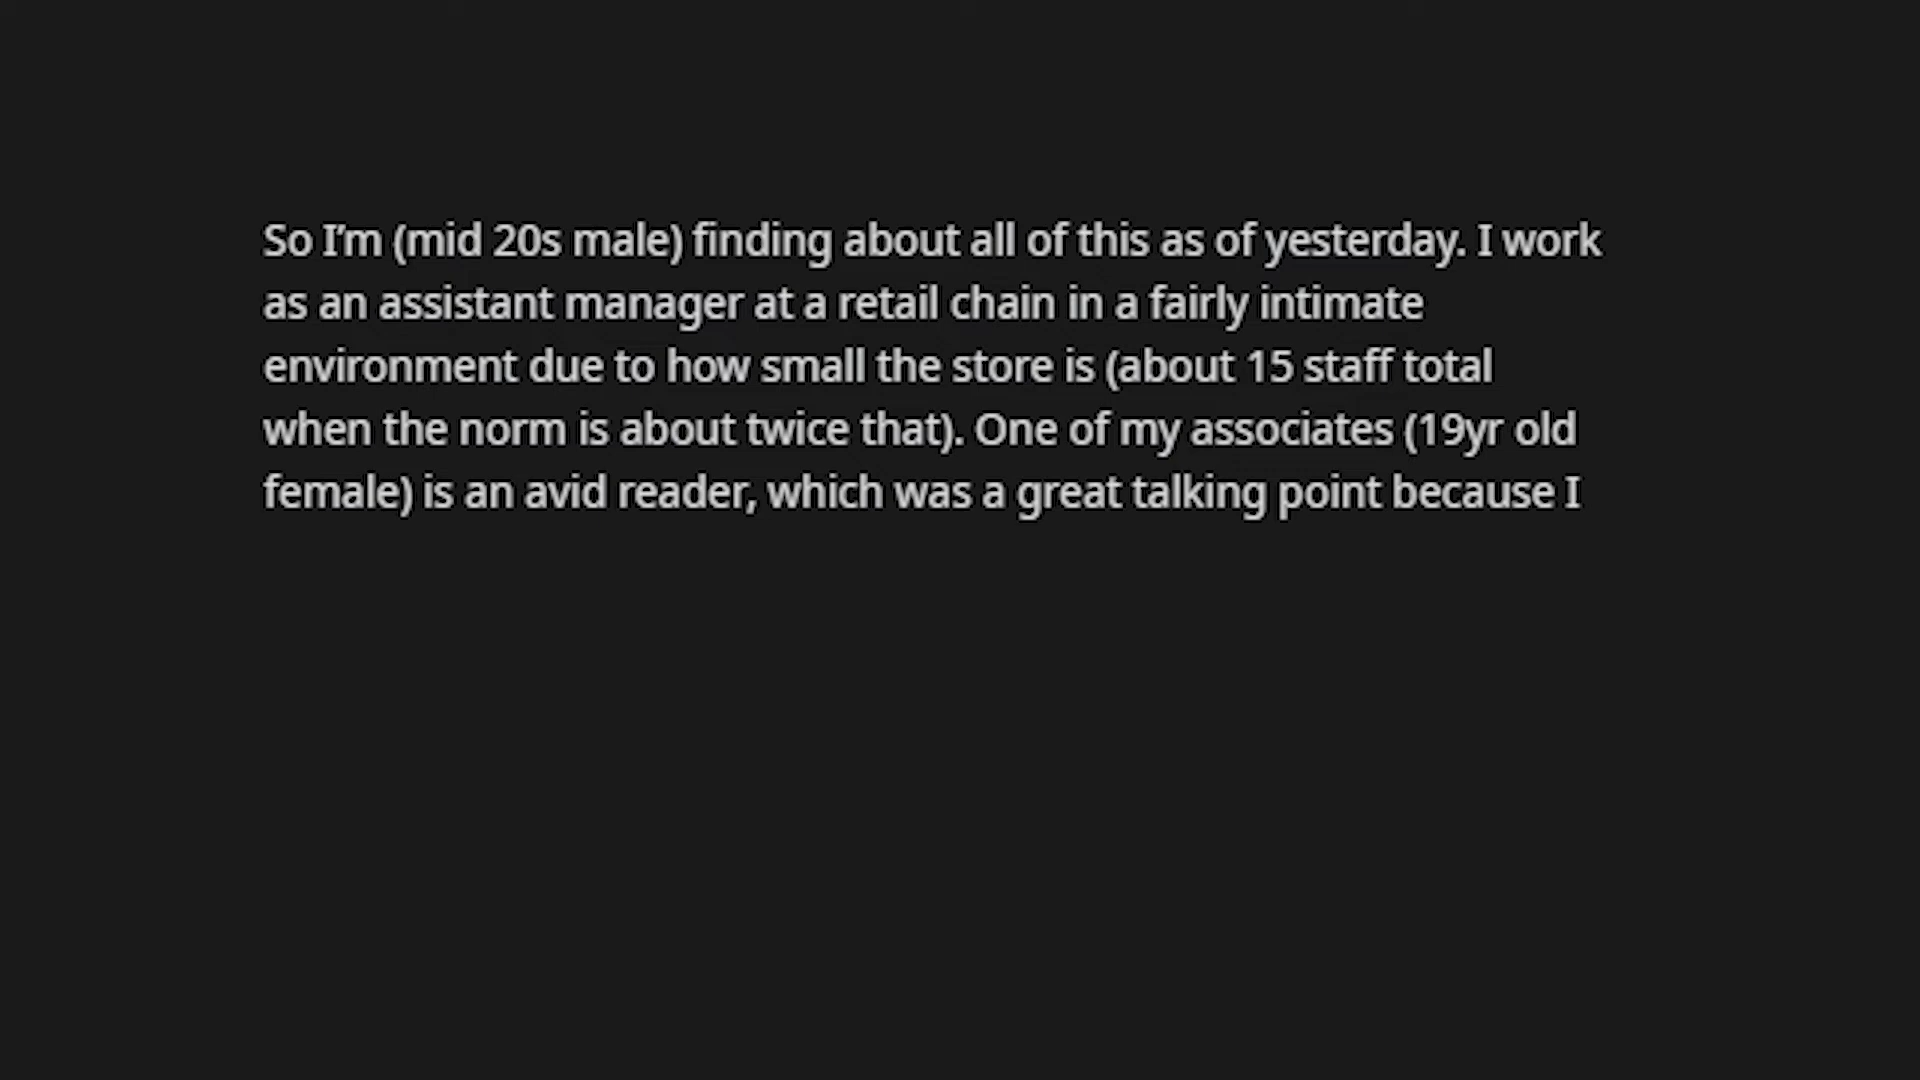 So I’m (mid 20s male) finding about all of this as of yesterday. I work
as an assistant manager at a retail chain in a fairly intimate
environment due to how small the store is (about 15 staff total
when the norm is about twice that). One of my associates (19yr old
female) is an avid reader, which was a great talking point because I